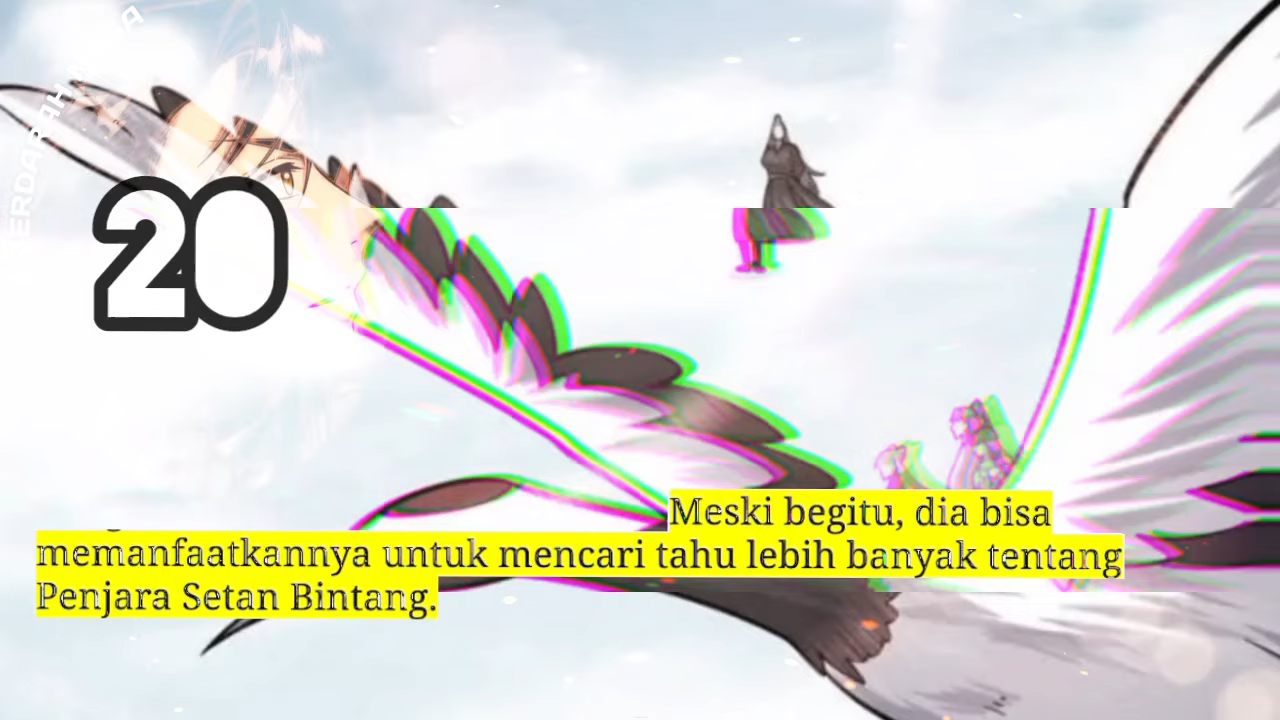 20
Meski begitu, dia bisa
memanfaatkannya untuk mencari tahu lebih banyak tentang
Penjara Setan Bintang.